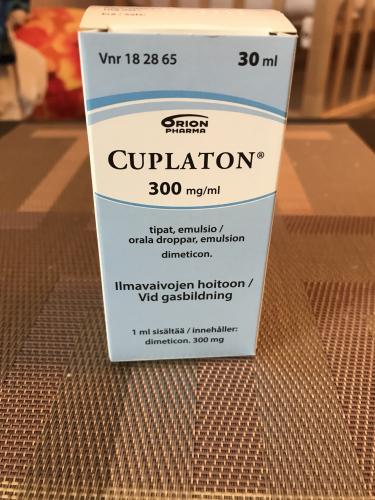 Vnr 18 28 65 30 ml
ORION
PHARMA
CUPLATON®
300 mg/ml
tipat, emulsio /
orala droppar, emulsion
dimeticon.
Ilmavaivojen hoitoon /
Vid gasbildning
1 ml sisältää / innehåller:
dimeticon. 300 mg